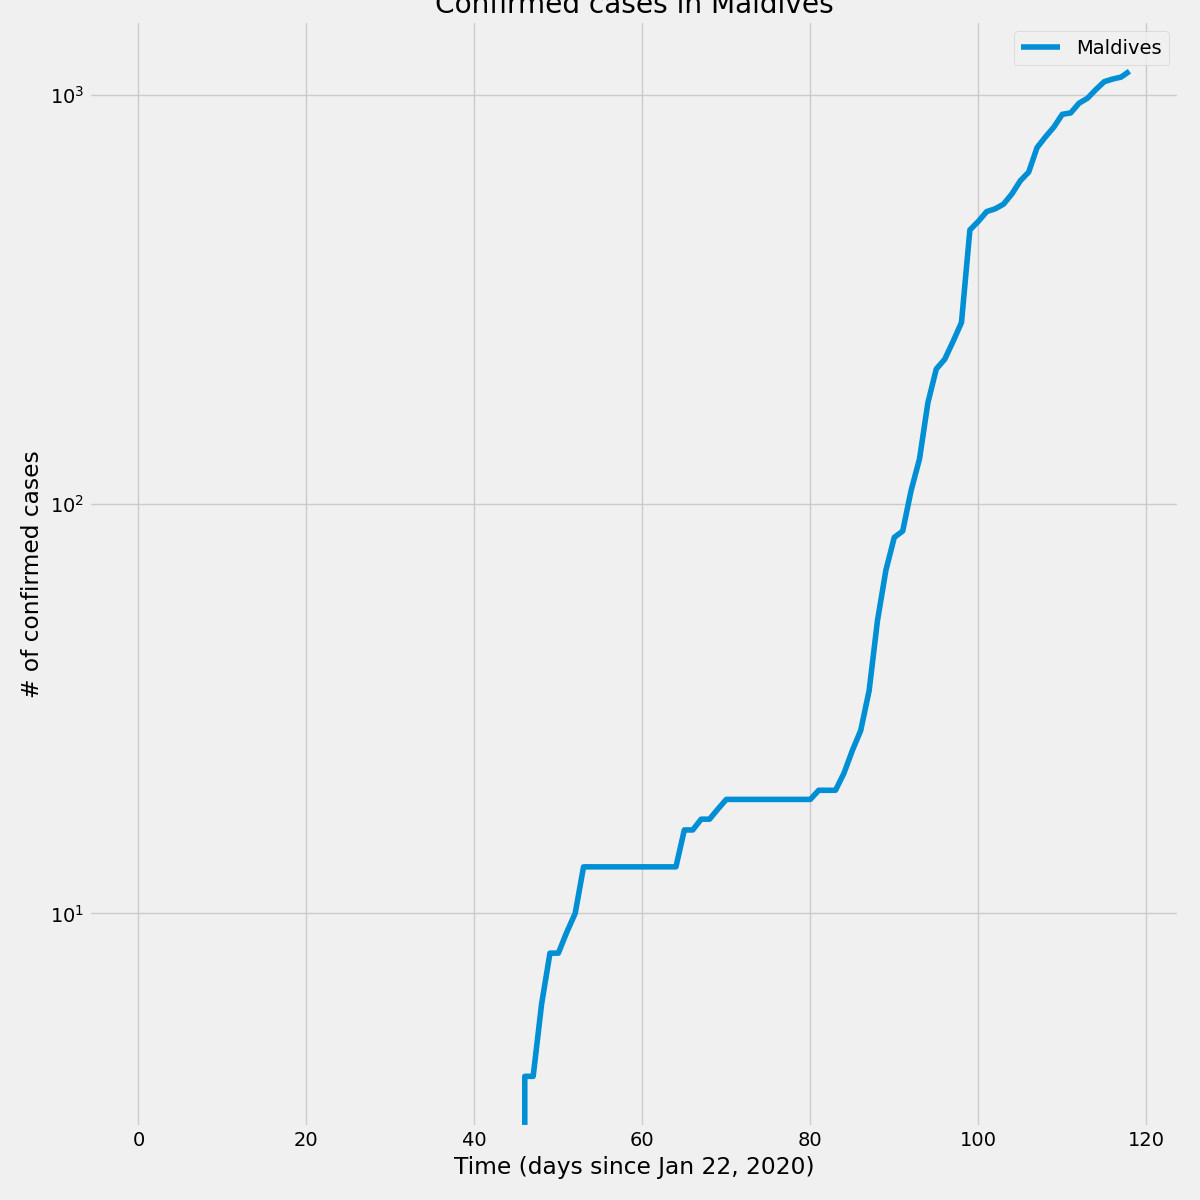 Confirmed cases in Maldives
Maldives
10³
10²
10¹
# of confirmed cases
0 20 40 60 80 100 120
Time (days since Jan 22, 2020)